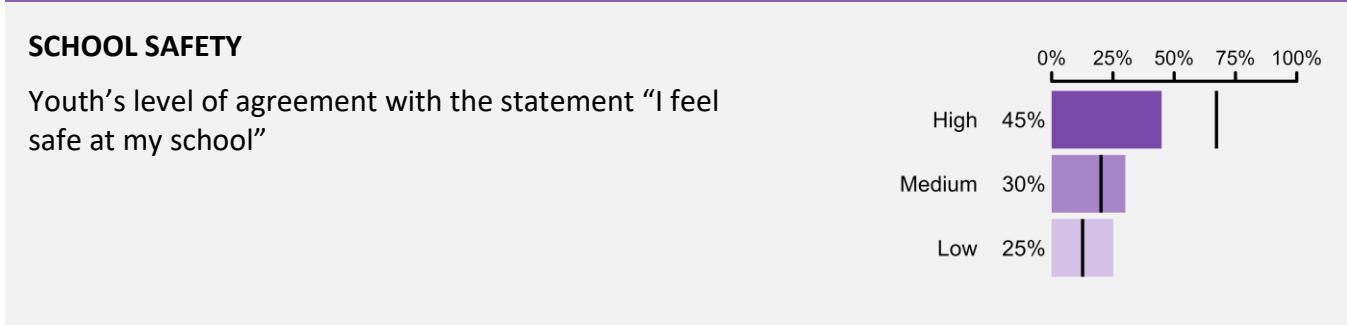 SCHOOL SAFETY
Youth’s level of agreement with the statement “I feel
safe at my school”
0% 25% 50% 75% 100%
High 45%
Medium 30%
Low 25%